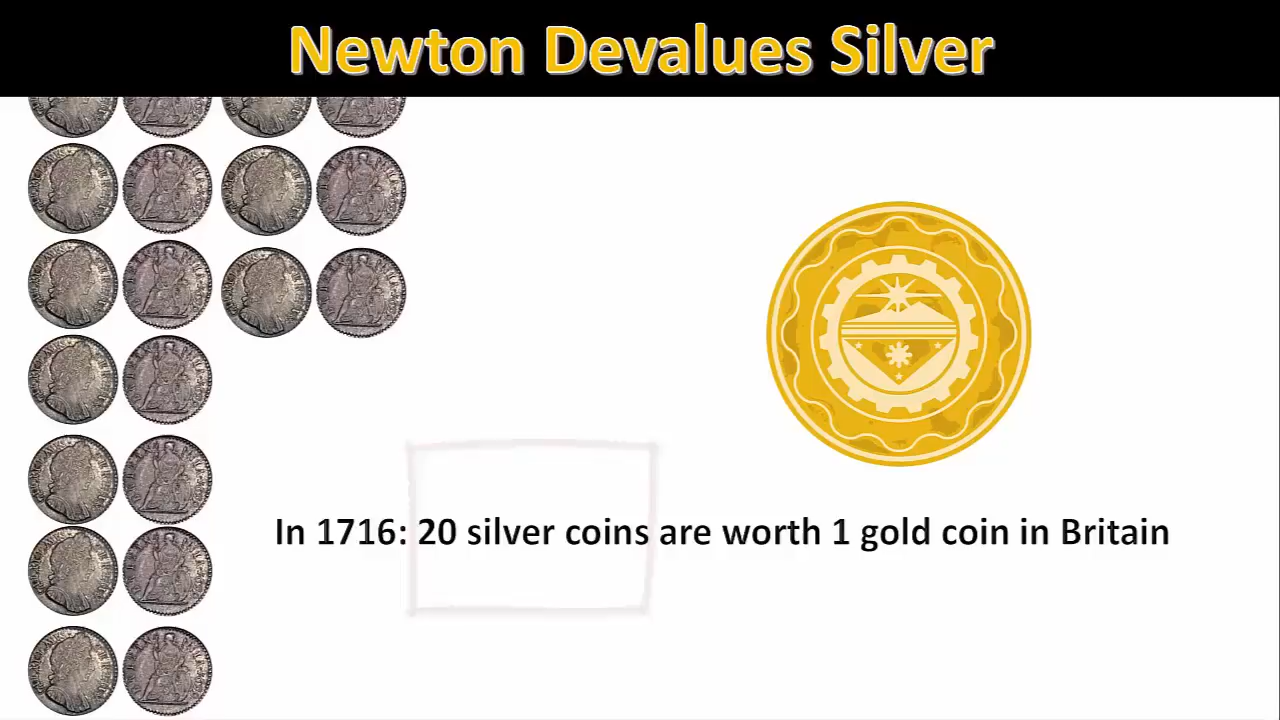 Newton Devalues Silver
In 1716: 20 silver coins are worth 1 gold coin in Britain